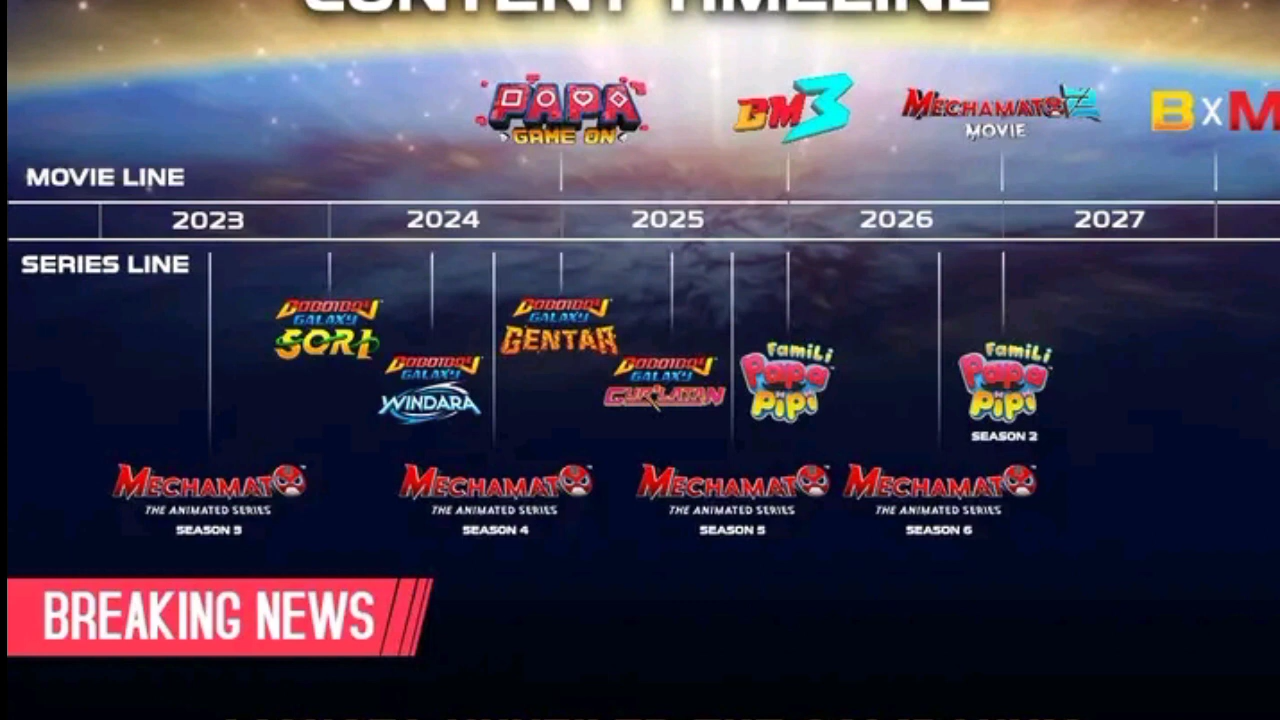 CONTENT TIMELINE
PAPA
GAME ON
BM3
MECHAMATO
MOVIE
B x M
MOVIE LINE
2023 2024 2025 2026 2027
SERIES LINE
BOBOIBOY
GALAXY
SORI
BOBOIBOY
GALAXY
WINDARA
BOBOIBOY
GALAXY
GENTAR
BOBOIBOY
GALAXY
GUR'LATAN
FAMILI
PAPA
PIPI
FAMILI
PAPA
PIPI
SEASON 2
MECHAMATO
THE ANIMATED SERIES
SEASON 3
MECHAMATO
THE ANIMATED SERIES
SEASON 4
MECHAMATO
THE ANIMATED SERIES
SEASON 5
MECHAMATO
THE ANIMATED SERIES
SEASON 6
BREAKING NEWS